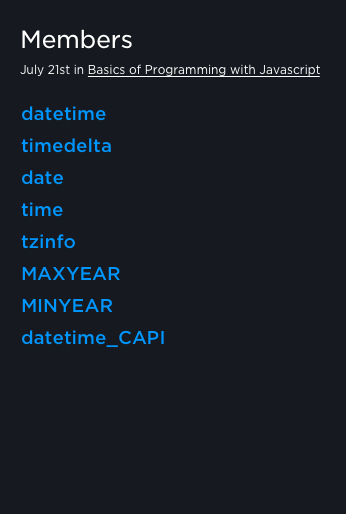 Members
July 21st in Basics of Programming with Javascript
datetime
timedelta
date
time
tzinfo
MAXYEAR
MINYEAR
datetime_CAPI